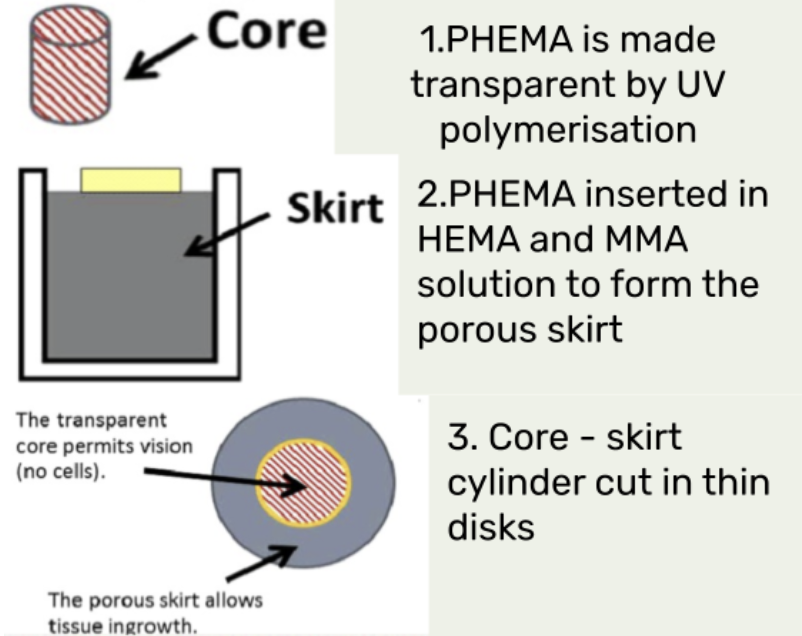 Core
1.PHEMA is made
transparent by UV
polymerisation
Skirt
2.PHEMA inserted in
HEMA and MMA
solution to form the
porous skirt
The transparent
core permits vision
(no cells).
The porous skirt allows
tissue ingrowth.
3. Core - skirt
cylinder cut in thin
disks